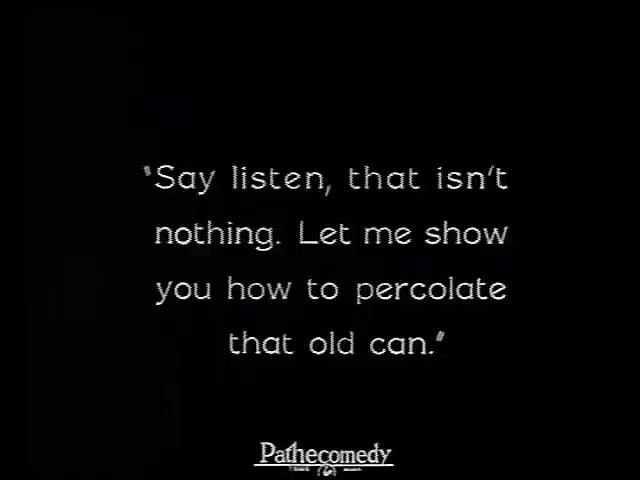 "Say listen, that isn't
nothing. Let me show
you how to percolate
that old can."
Pathecomedy